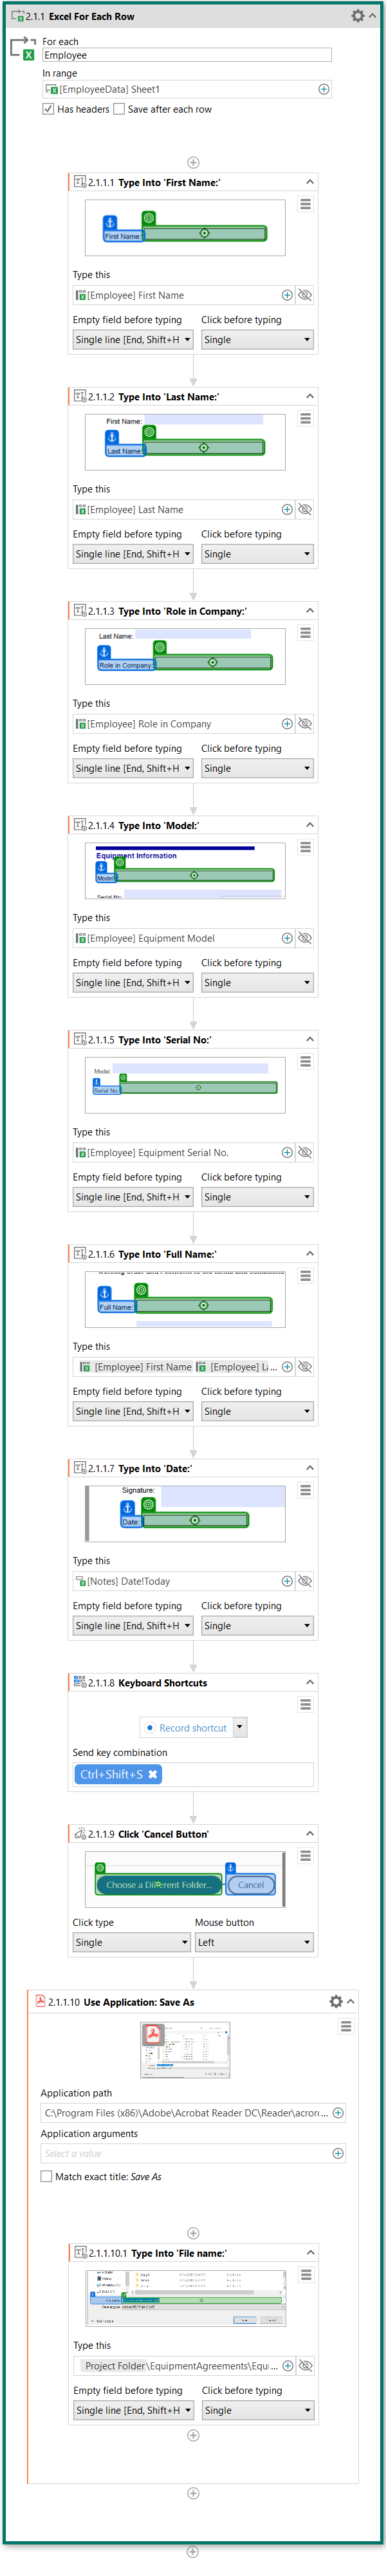 2.1.1 Excel For Each Row
For each
Employee
In range
[EmployeeData] Sheet1
Has headers Save after each row
2.1.1.1 Type Into 'First Name:'
First Name:
Type this
[Employee] First Name
Empty field before typing Click before typing
Single line [End, Shift+H Single
2.1.1.2 Type Into 'Last Name:'
First Name:
Last Name:
Type this
[Employee] Last Name
Empty field before typing Click before typing
Single line [End, Shift+H Single
2.1.1.3 Type Into 'Role in Company:'
Last Name:
Role in Company:
Type this
[Employee] Role in Company
Empty field before typing Click before typing
Single line [End, Shift+H Single
2.1.1.4 Type Into 'Model:'
Equipment Information
Model:
Serial No:
Type this
[Employee] Equipment Model
Empty field before typing Click before typing
Single line [End, Shift+H Single
2.1.1.5 Type Into 'Serial No:'
Model:
Serial No:
Type this
[Employee] Equipment Serial No.
Empty field before typing Click before typing
Single line [End, Shift+H Single
2.1.1.6 Type Into 'Full Name:'
working order and I conform to the terms and conditions
Full Name:
Type this
[Employee] First Name [Employee] La ...
Empty field before typing Click before typing
Single line [End, Shift+H Single
2.1.1.7 Type Into 'Date:'
Signature:
Date:
Type this
[Notes] Date!Today
Empty field before typing Click before typing
Single line [End, Shift+H Single
2.1.1.8 Keyboard Shortcuts
Record shortcut
Send key combination
Ctrl+Shift+S
2.1.1.9 Click 'Cancel Button'
Choose a Different Folder... Cancel
Click type Mouse button
Single Left
2.1.1.10 Use Application: Save As
Application path
C:\Program Files (x86)\Adobe\Acrobat Reader DC\Reader\acrorc...
Application arguments
Select a value
Match exact title: Save As
2.1.1.10.1 Type Into 'File name:'
Type this
Project Folder\EquipmentAgreements\Equi...
Empty field before typing Click before typing
Single line [End, Shift+H Single